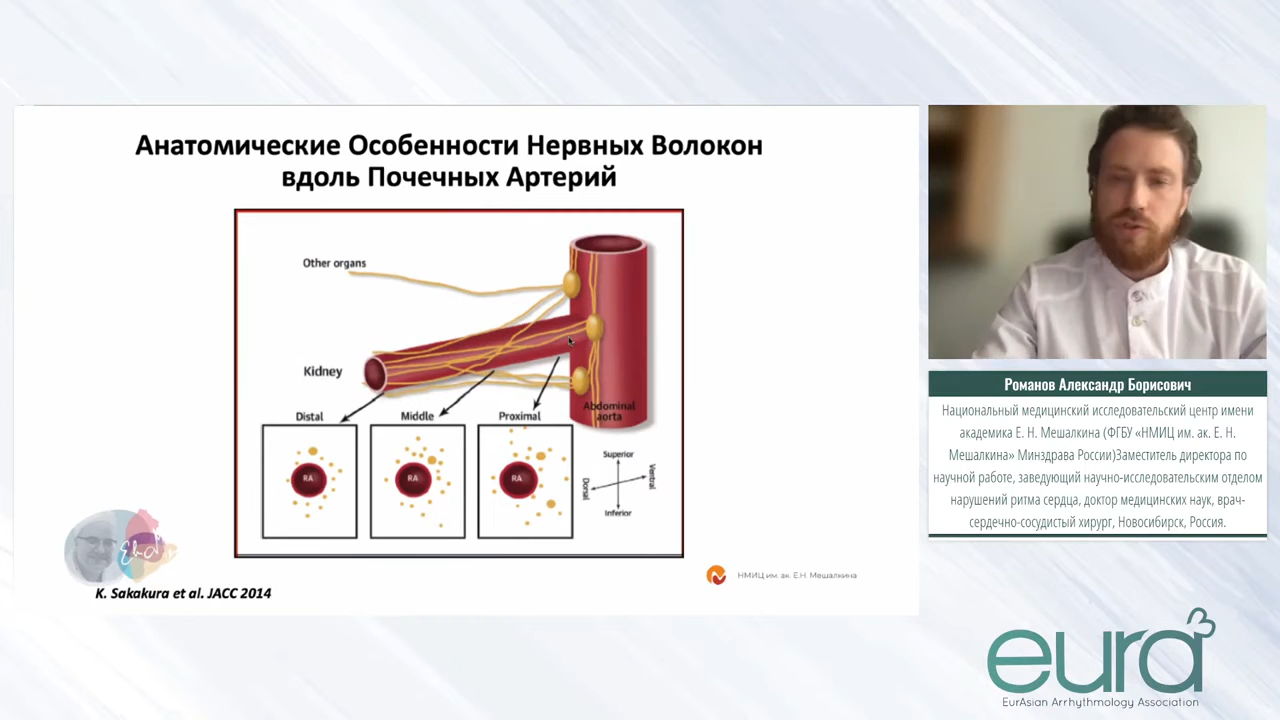 Анатомические Особенности Нервных Волокон
вдоль Почечных Артерий
Other organs
Kidney
Distal
Middle
Proximal
Abdominal
aorta
RA
RA
RA
Superior
Dorsal
Ventral
Inferior
K. Sakakura et al. JACC 2014
НМИЦ им. ак. Е.Н. Мешалкина
Романов Александр Борисович
Национальный медицинский исследовательский центр имени
академика Е. Н. Мешалкина (ФГБУ «НМИЦ им. ак. Е. Н.
Мешалкина» Минздрава России)Заместитель директора по
научной работе, заведующий научно-исследовательским отделом
нарушений ритма сердца, доктор медицинских наук, врач-
сердечно-сосудистый хирург, Новосибирск, Россия.
eura
EurAsian Arrhythmology Association